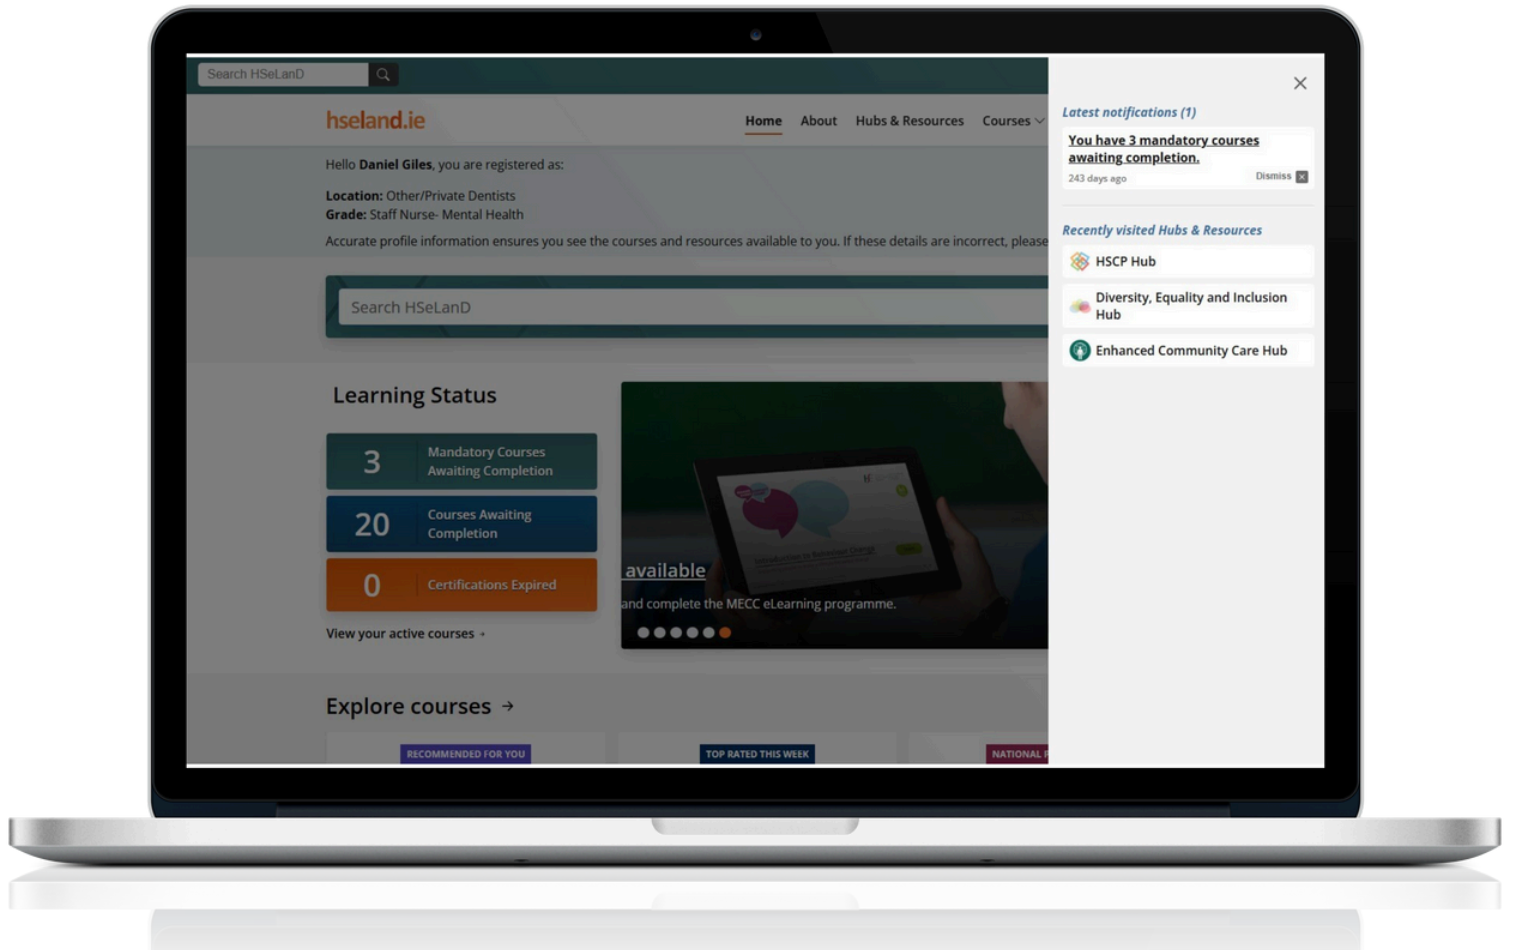 Search HSeLanD
hseland.ie
Home About Hubs & Resources Courses
Hello Daniel Giles, you are registered as:
Location: Other/Private Dentists
Grade: Staff Nurse- Mental Health
Accurate profile information ensures you see the courses and resources available to you. If these details are incorrect, please
Search HSeLanD
Learning Status
3 Mandatory Courses
Awaiting Completion
20 Courses Awaiting
Completion
0 Certifications Expired
View your active courses
Introduction to Behaviour Change
available
and complete the MECC eLearning programme.
Explore courses →
RECOMMENDED FOR YOU
TOP RATED THIS WEEK
NATIONAL
Latest notifications (1)
You have 3 mandatory courses
awaiting completion.
243 days ago
Dismiss
Recently visited Hubs & Resources
HSCP Hub
Diversity, Equality and Inclusion
Hub
Enhanced Community Care Hub